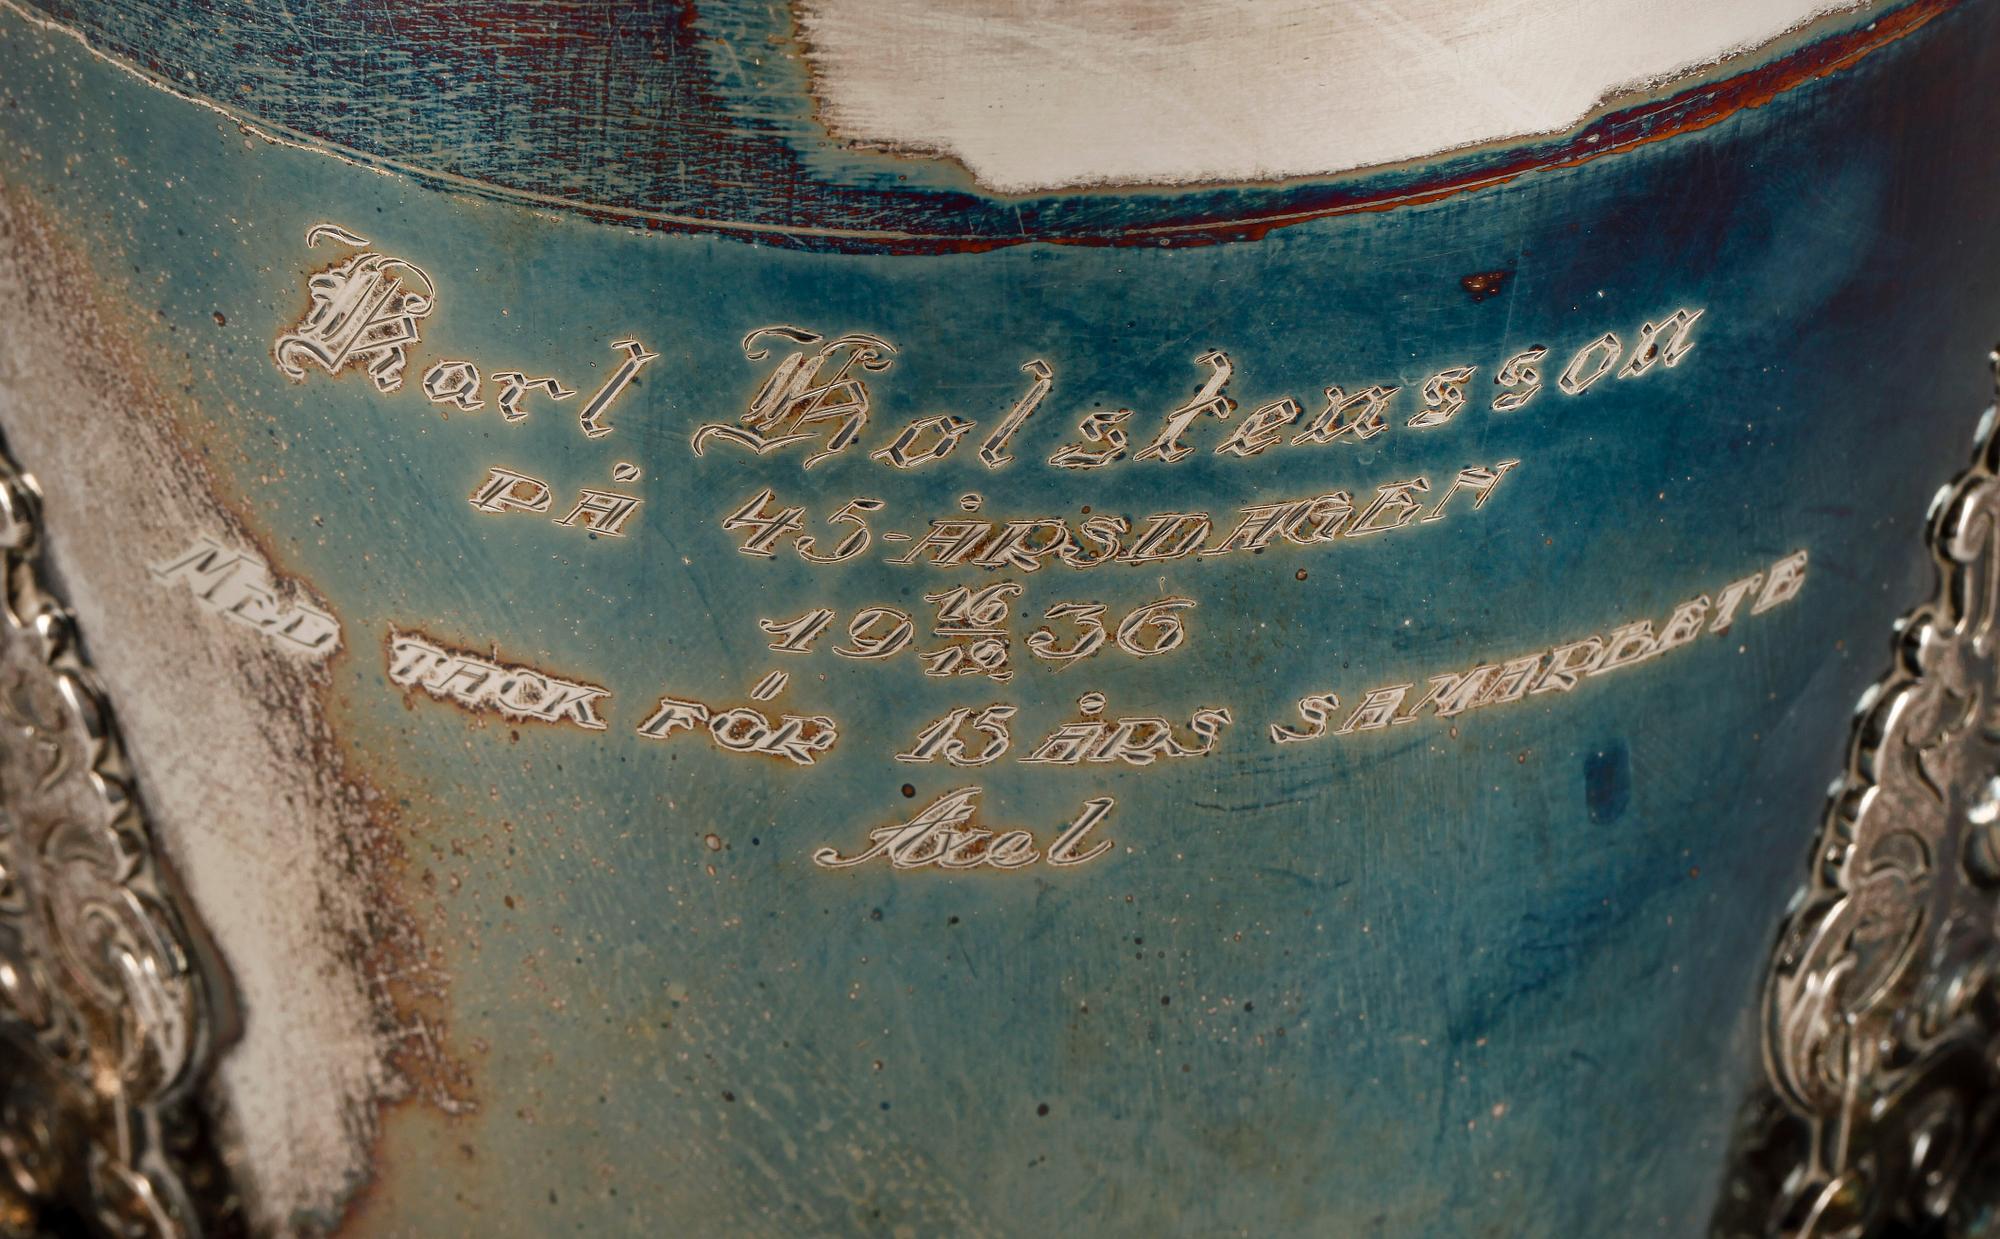 Karl Holstensson
PÅ 45-ÅRSDAGEN
19 16/12 36
MED TACK FÖR 15 ÅRS SAMARBETE
Axel